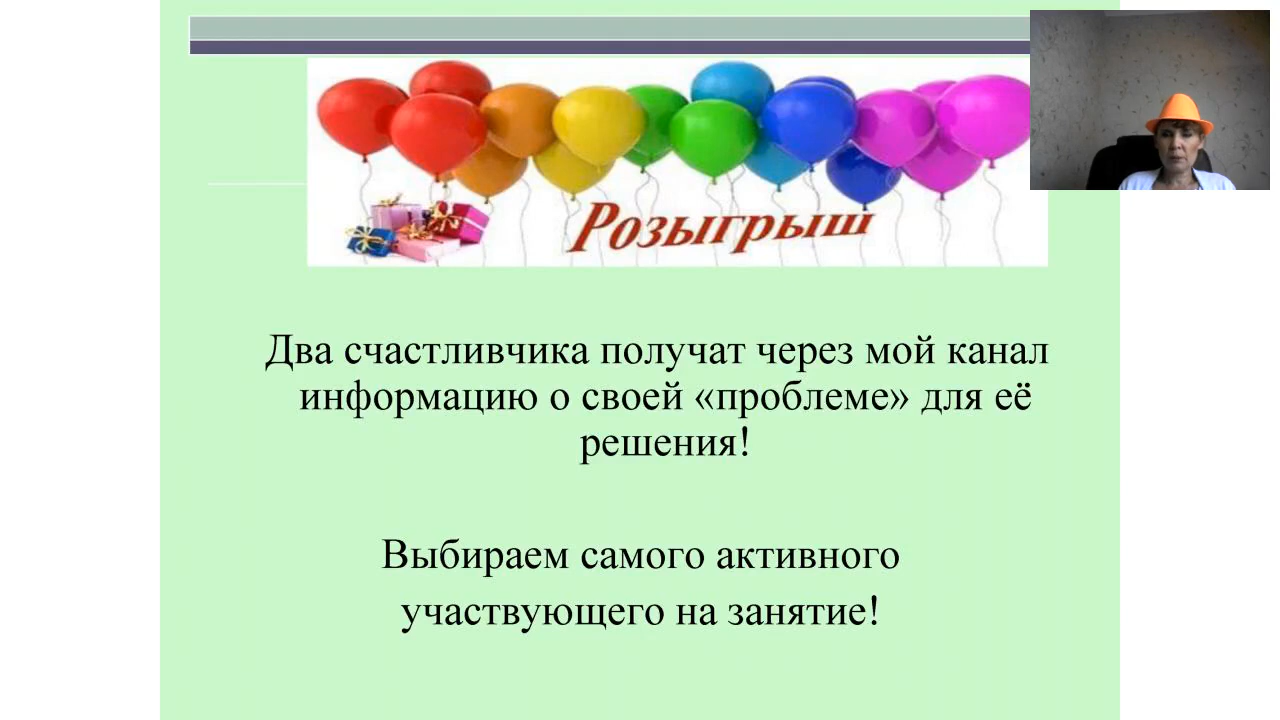 Розыгрыш
Два счастливчика получат через мой канал
информацию о своей «проблеме» для её
решения!
Выбираем самого активного
участвующего на занятие!